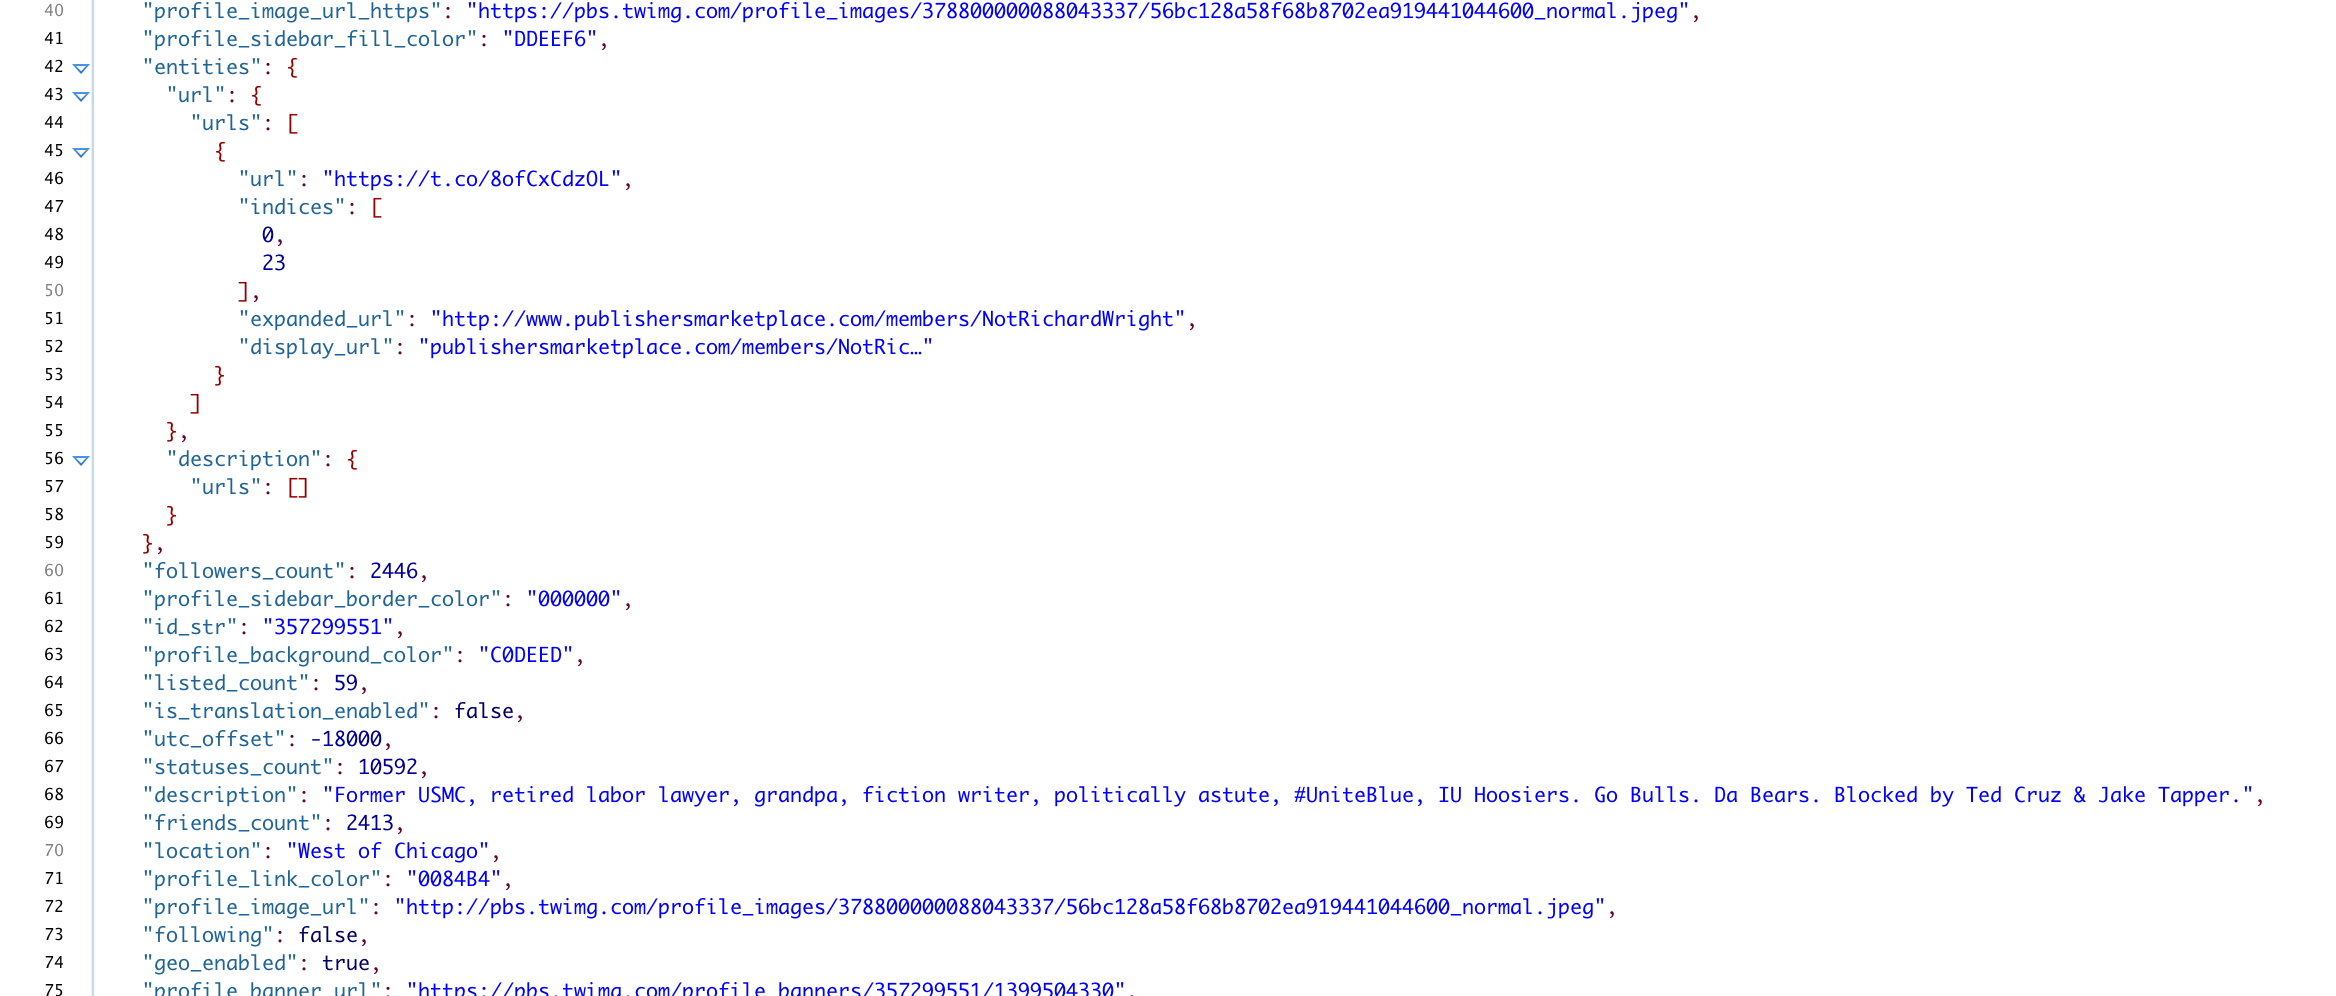 40 "profile_image_url_https": "https://pbs.twimg.com/profile_images/378800000088043337/56bc128a58f68b8702ea919441044600_normal.jpeg",
41 "profile_sidebar_fill_color": "DDEEF6",
42 "entities": {
43 "url": {
44 "urls": [
45 {
46 "url": "https://t.co/8ofCxCdzOL",
47 "indices": [
48 0,
49 23
50 ],
51 "expanded_url": "http://www.publishersmarketplace.com/members/NotRichardWright",
52 "display_url": "publishersmarketplace.com/members/NotRic…"
53 }
54 ]
55 },
56 "description": {
57 "urls": []
58 }
59 },
60 "followers_count": 2446,
61 "profile_sidebar_border_color": "000000",
62 "id_str": "357299551",
63 "profile_background_color": "C0DEED",
64 "listed_count": 59,
65 "is_translation_enabled": false,
66 "utc_offset": -18000,
67 "statuses_count": 10592,
68 "description": "Former USMC, retired labor lawyer, grandpa, fiction writer, politically astute, #UniteBlue, IU Hoosiers. Go Bulls. Da Bears. Blocked by Ted Cruz & Jake Tapper.",
69 "friends_count": 2413,
70 "location": "West of Chicago",
71 "profile_link_color": "0084B4",
72 "profile_image_url": "http://pbs.twimg.com/profile_images/378800000088043337/56bc128a58f68b8702ea919441044600_normal.jpeg",
73 "following": false,
74 "geo_enabled": true,
75 "profile_banner_url": "https://pbs.twimg.com/profile_banners/357299551/1399504330",